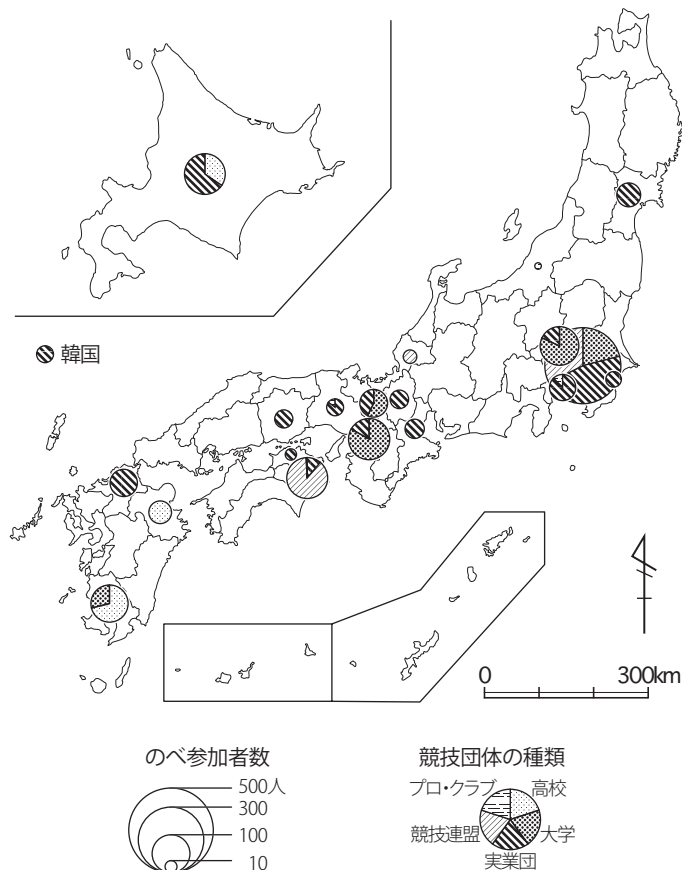 韓国
0 300km
のべ参加者数
500人
300
100
10
競技団体の種類
プロ・クラブ 高校
競技連盟 大学
実業団